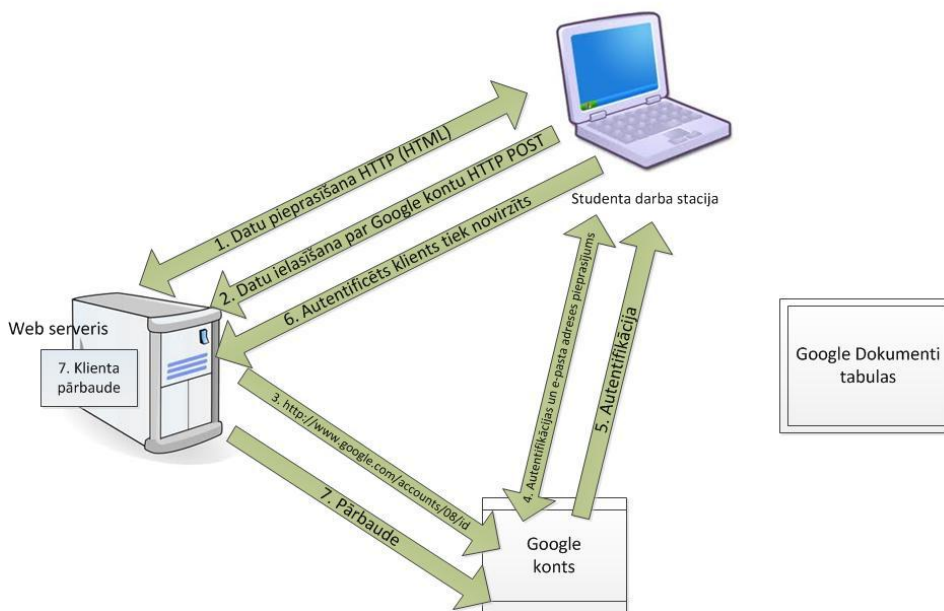 1. Datu pieprasīšana HTTP (HTML)
2. Datu ielasīšana par Google kontu HTTP POST
6. Autentificēts klients tiek novirzīts
Studenta darba stacija
Web serveris
7. Klienta
pārbaude
3. http://www.google.com/accounts/08/id
7. Pārbaude
4. Autentifikācijas un e-pasta adreses pieprasījums
5. Autentifikācija
Google
konts
Google Dokumenti
tabulas